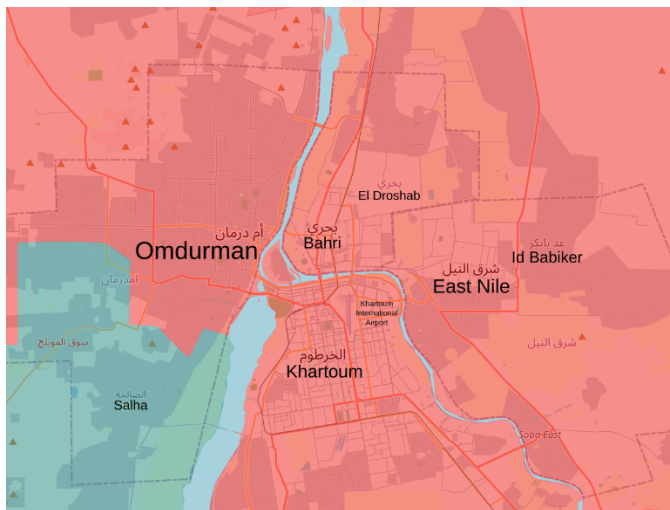 بحري
El Droshab
أم درمان
Omdurman
بحري
Bahri
عد بابكر
Id Babiker
شرق النيل
East Nile
أمدرمان
Khartoum
International
Airport
سوق المويلح
الخرطوم
Khartoum
شرق النيل
الصالحة
Salha
Soba East